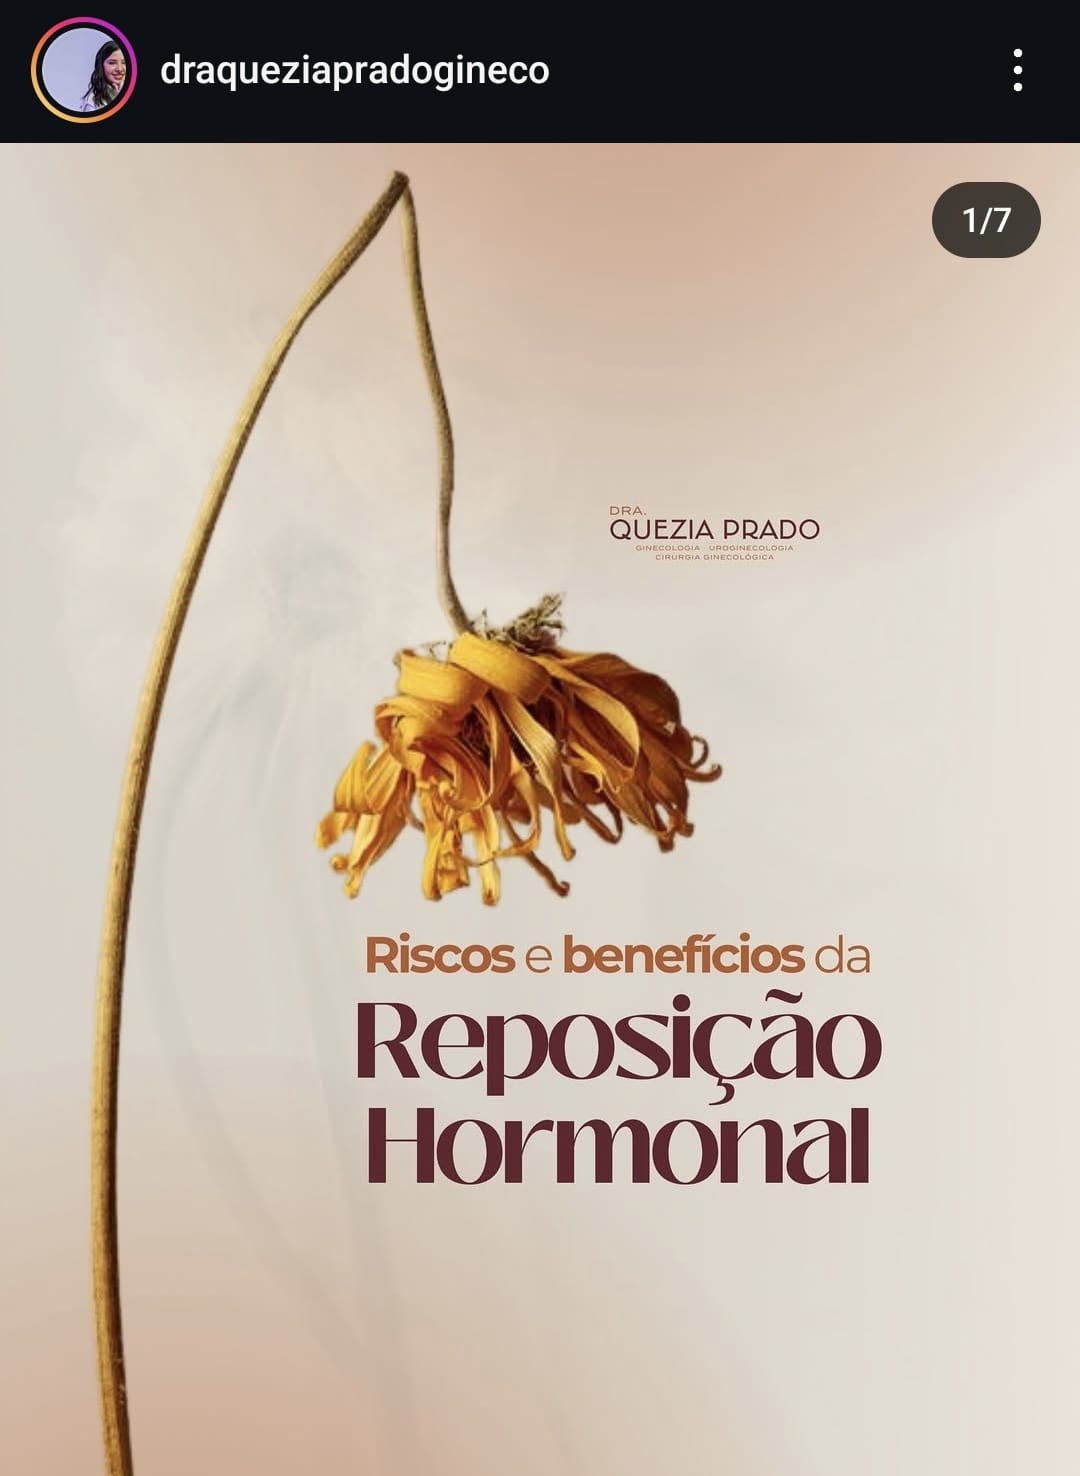 draqueziapradogineco
1/7
DRA.
QUEZIA PRADO
GINECOLOGIA · UROGINECOLOGIA
CIRURGIA GINECOLÓGICA
Riscos e benefícios da
Reposição
Hormonal